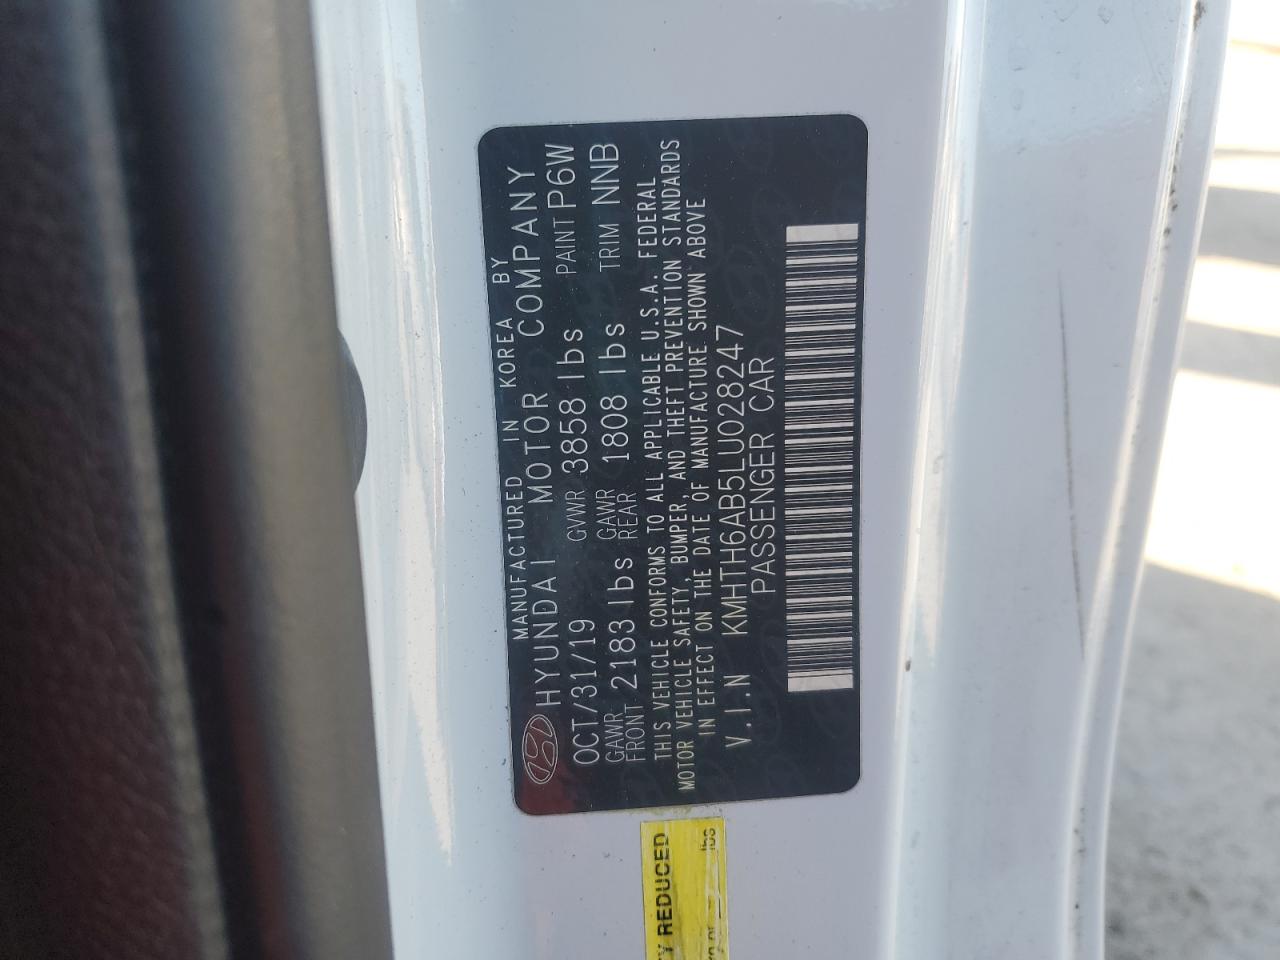 MANUFACTURED IN KOREA BY
HYUNDAI MOTOR COMPANY
OCT/31/19 GVWR 3858 lbs PAINT P6W
GAWR FRONT 2183 lbs GAWR REAR 1808 lbs TRIM NNB
THIS VEHICLE CONFORMS TO ALL APPLICABLE U.S.A. FEDERAL
MOTOR VEHICLE SAFETY, BUMPER, AND THEFT PREVENTION STANDARDS
IN EFFECT ON THE DATE OF MANUFACTURE SHOWN ABOVE
V.I.N KMHTH6AB5LU028247
PASSENGER CAR
REDUCED
lbs